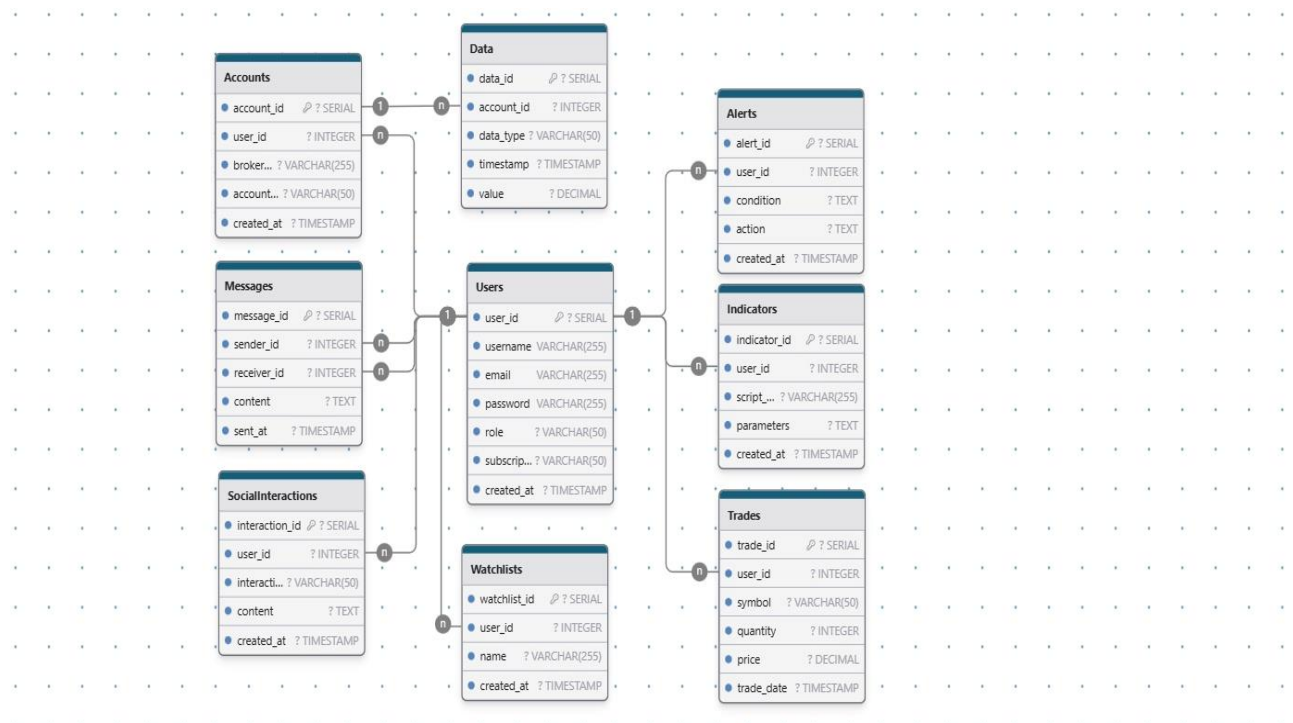 Accounts
account_id ? SERIAL
user_id ? INTEGER
broker... ? VARCHAR(255)
account... ? VARCHAR(50)
created_at ? TIMESTAMP
1
n
n
Data
data_id ? SERIAL
account_id ? INTEGER
data_type ? VARCHAR(50)
timestamp ? TIMESTAMP
value ? DECIMAL
Messages
message_id ? SERIAL
sender_id ? INTEGER
receiver_id ? INTEGER
content ? TEXT
sent_at ? TIMESTAMP
n
n
1
Users
user_id ? SERIAL
username VARCHAR(255)
email VARCHAR(255)
password VARCHAR(255)
role ? VARCHAR(50)
subscrip... ? VARCHAR(50)
created_at ? TIMESTAMP
1
SocialInteractions
interaction_id ? SERIAL
user_id ? INTEGER
interacti... ? VARCHAR(50)
content ? TEXT
created_at ? TIMESTAMP
n
n
Watchlists
watchlist_id ? SERIAL
user_id ? INTEGER
name ? VARCHAR(255)
created_at ? TIMESTAMP
n
Alerts
alert_id ? SERIAL
user_id ? INTEGER
condition ? TEXT
action ? TEXT
created_at ? TIMESTAMP
n
Indicators
indicator_id ? SERIAL
user_id ? INTEGER
script_... ? VARCHAR(255)
parameters ? TEXT
created_at ? TIMESTAMP
n
Trades
trade_id ? SERIAL
user_id ? INTEGER
symbol ? VARCHAR(50)
quantity ? INTEGER
price ? DECIMAL
trade_date ? TIMESTAMP